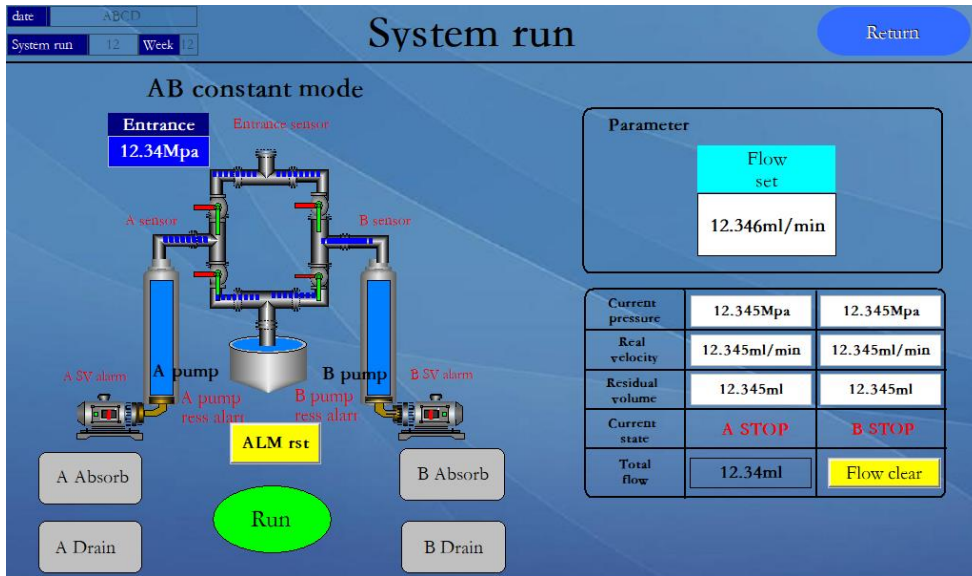 date ABCD
System run 12 Week 12
System run
Return
AB constant mode
Entrance
12.34Mpa
Entrance sensor
A sensor
B sensor
A SV alarm
A pump
B pump
B SV alarm
A pump
ress aları
B pump
ress aları
ALM rst
A Absorb
B Absorb
Run
A Drain
B Drain
Parameter
Flow
set
12.346ml/min
Current
pressure
12.345Mpa
12.345Mpa
Real
velocity
12.345ml/min
12.345ml/min
Residual
volume
12.345ml
12.345ml
Current
state
A STOP
B STOP
Total
flow
12.34ml
Flow clear